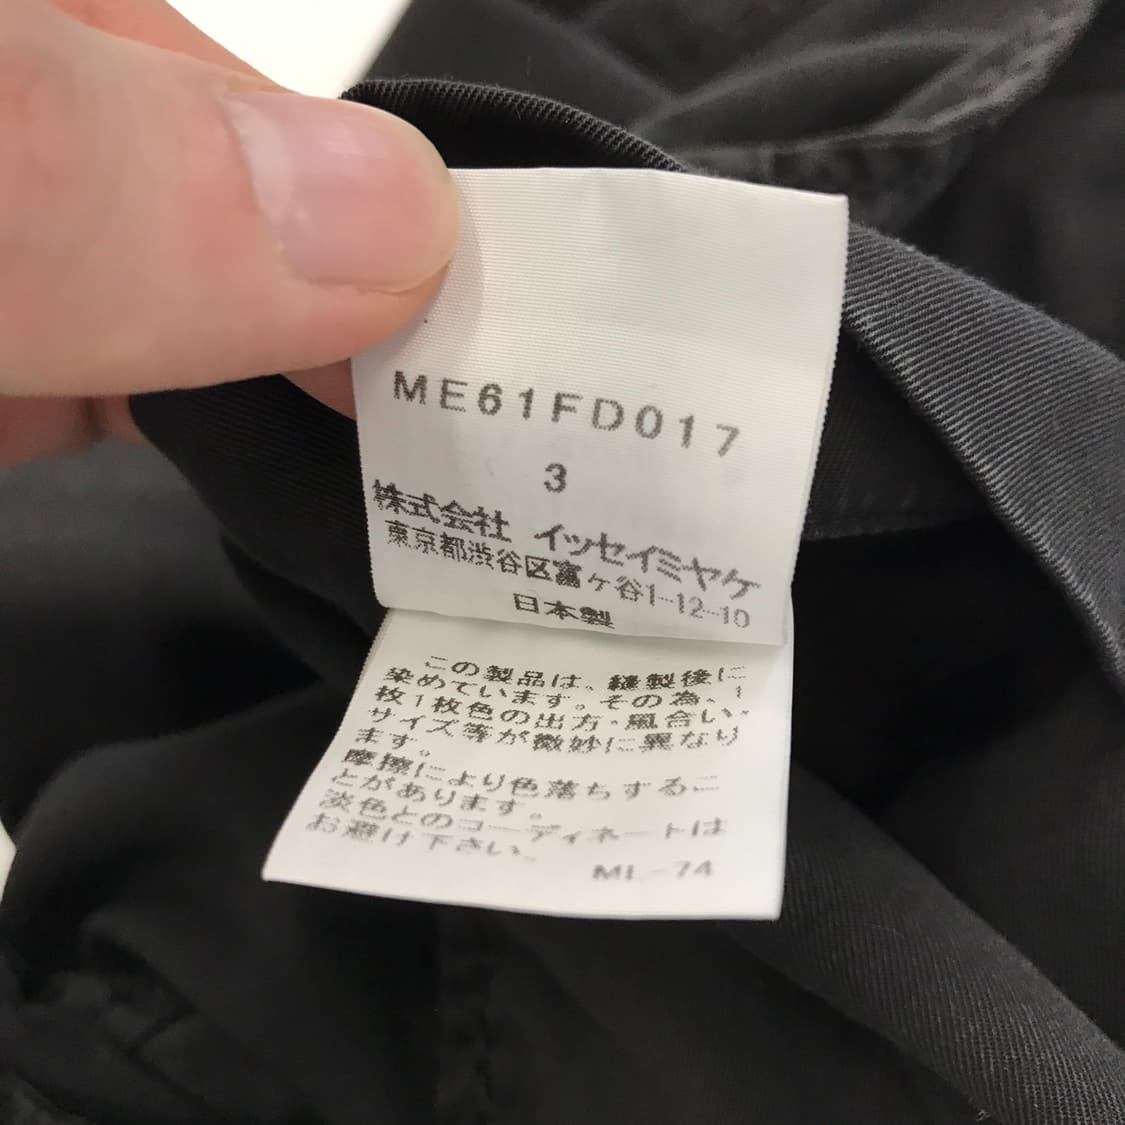 ME61FD017
3
株式会社 イッセイミヤケ
東京都渋谷区富ケ谷1-12-10
日本製
この製品は、縫製後に
染めています。その為、1
枚1枚色の出方・風合い・
サイズ等が微妙に異なり
ます。
摩擦により色落ちするこ
とがあります。
淡色とのコーディネートは
お避け下さい。
ML-74